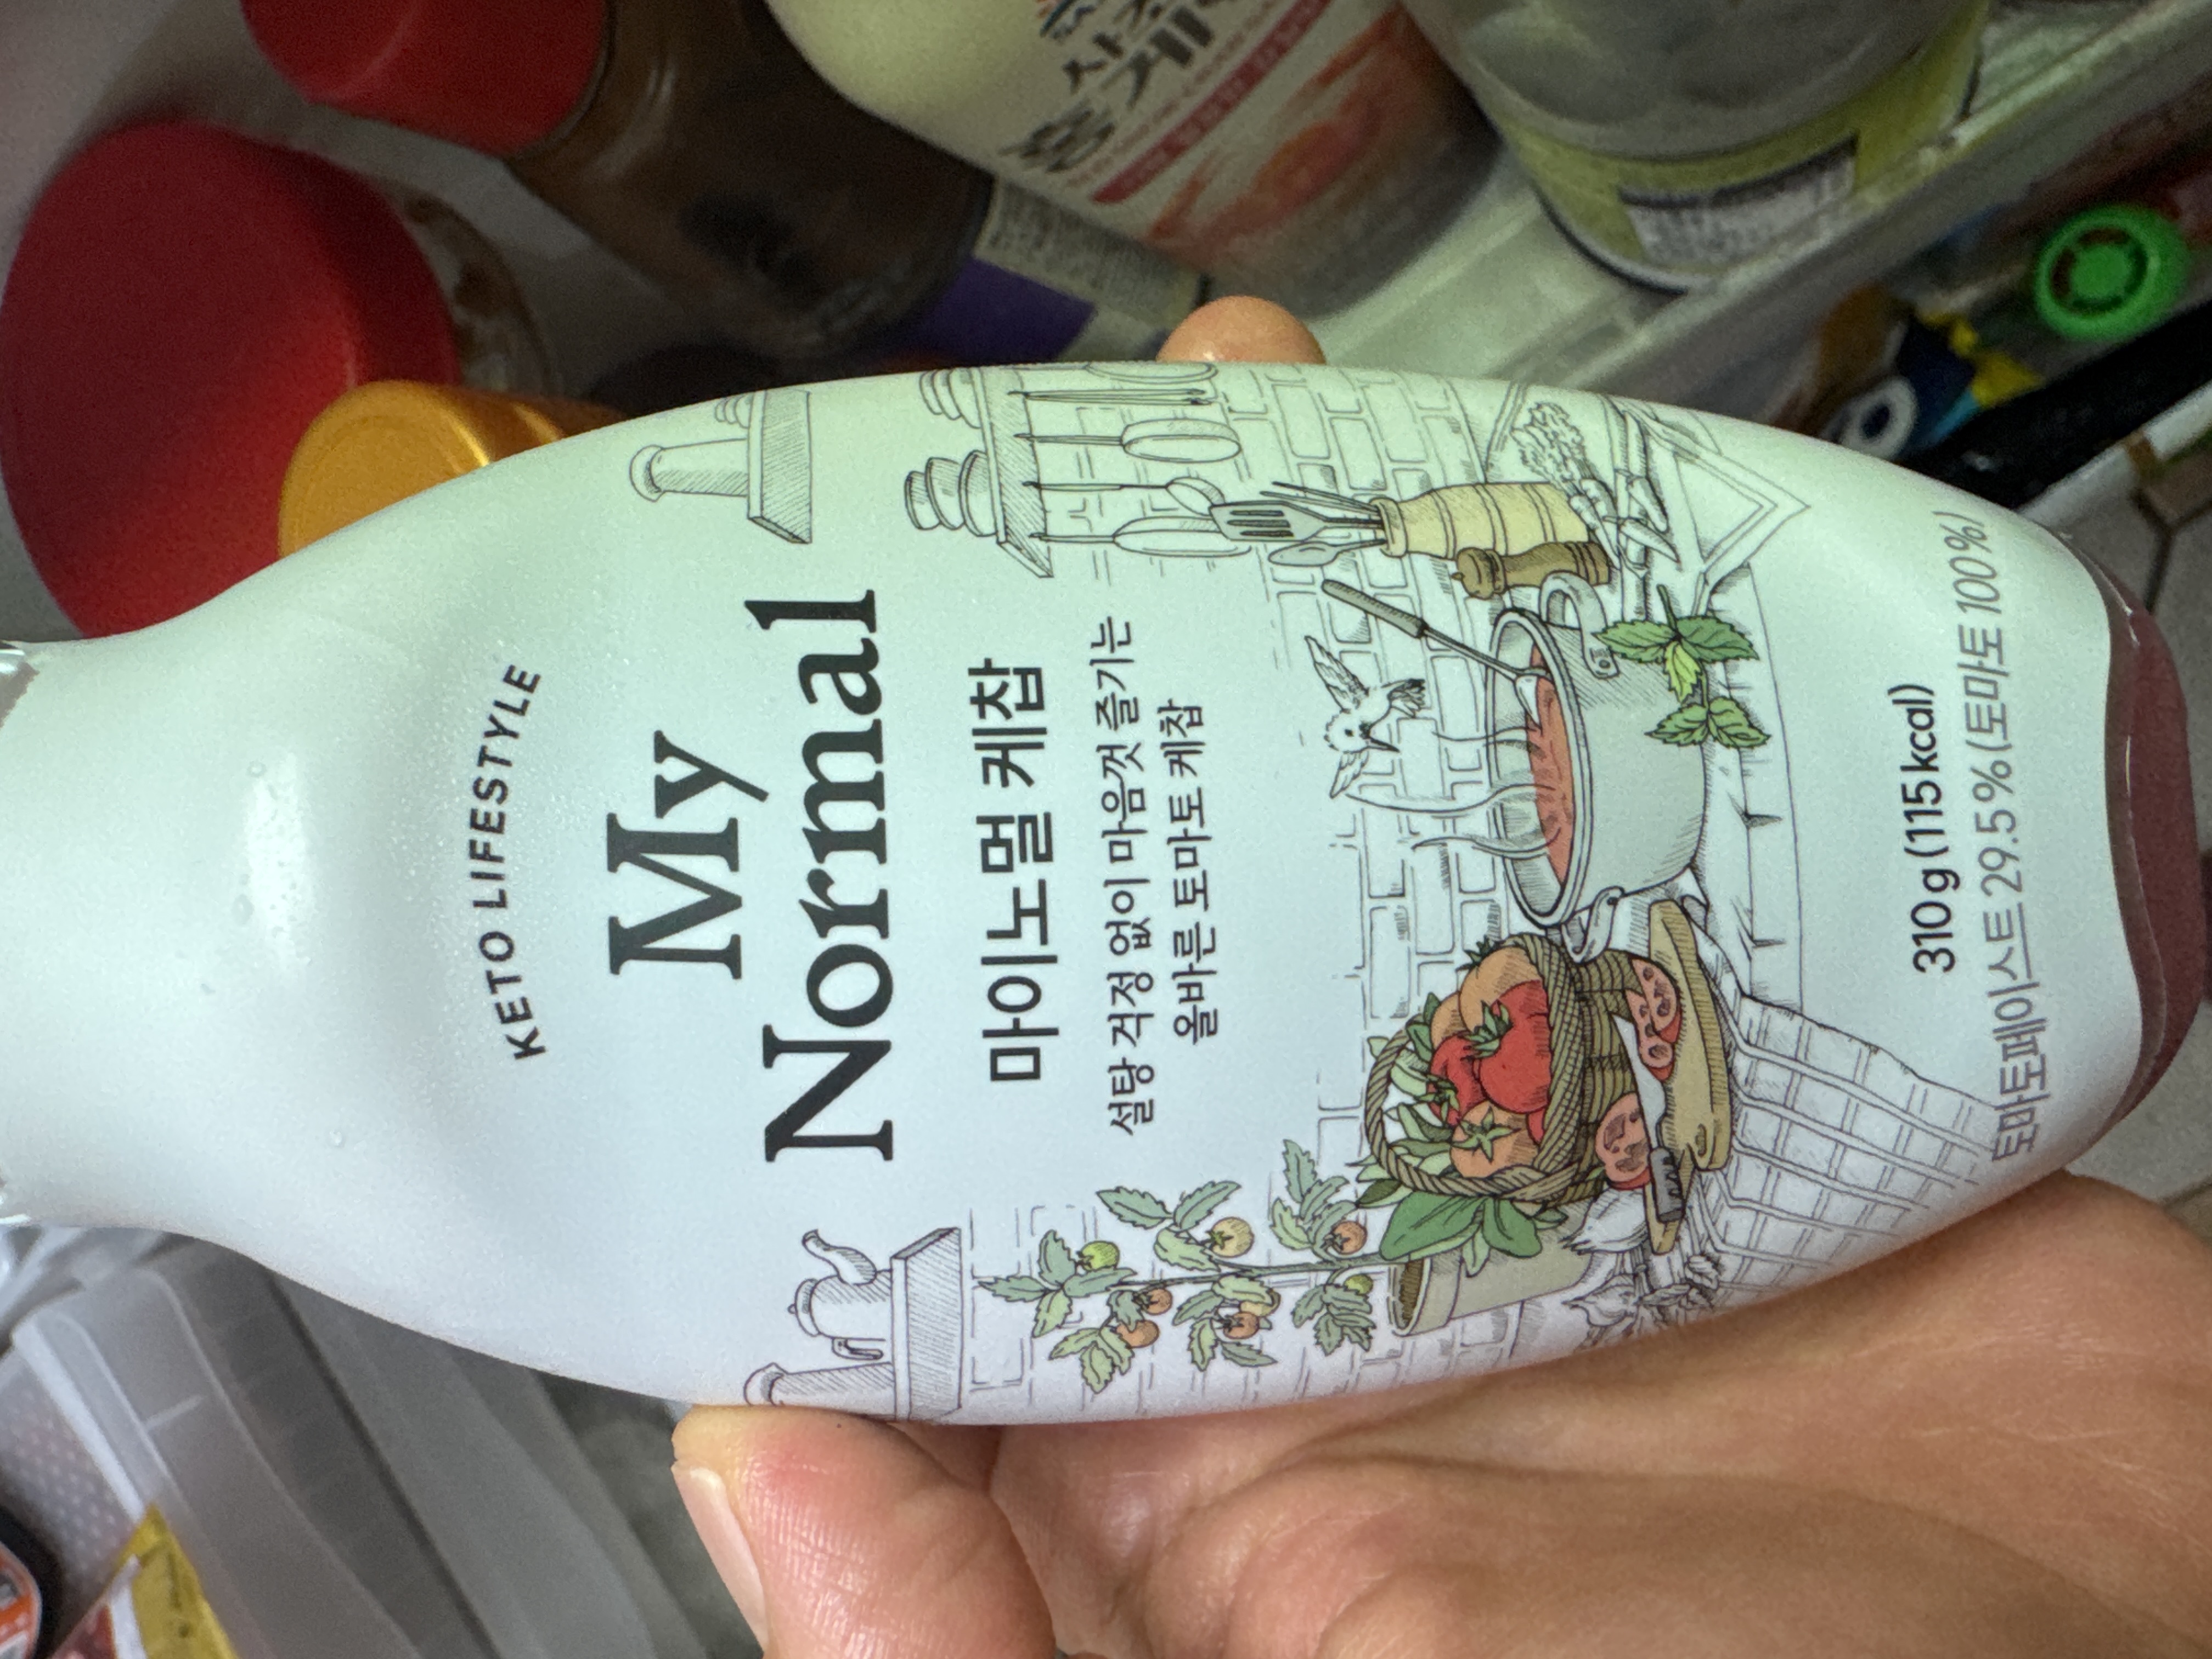 KETO LIFESTYLE
My
Normal
마이노멀 케찹
설탕 걱정 없이 마음껏 즐기는
올바른 토마토 케찹
310 g (115 kcal)
토마토페이스트 29.5 % (토마토 100 %)